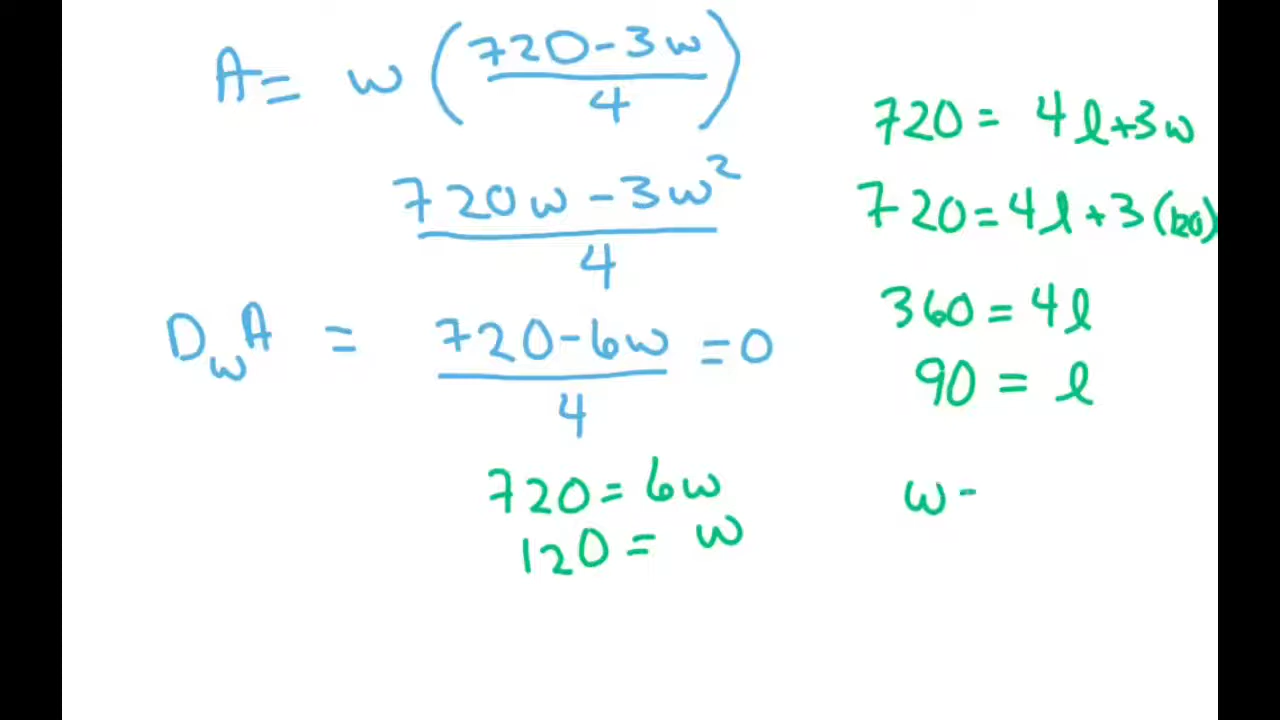 A = w (720-3w / 4)
720w - 3w² / 4
D_w A = 720-6w / 4 = 0
720 = 6w
120 = w
720 = 4l+3w
720 = 4l + 3(120)
360 = 4l
90 = l
w -